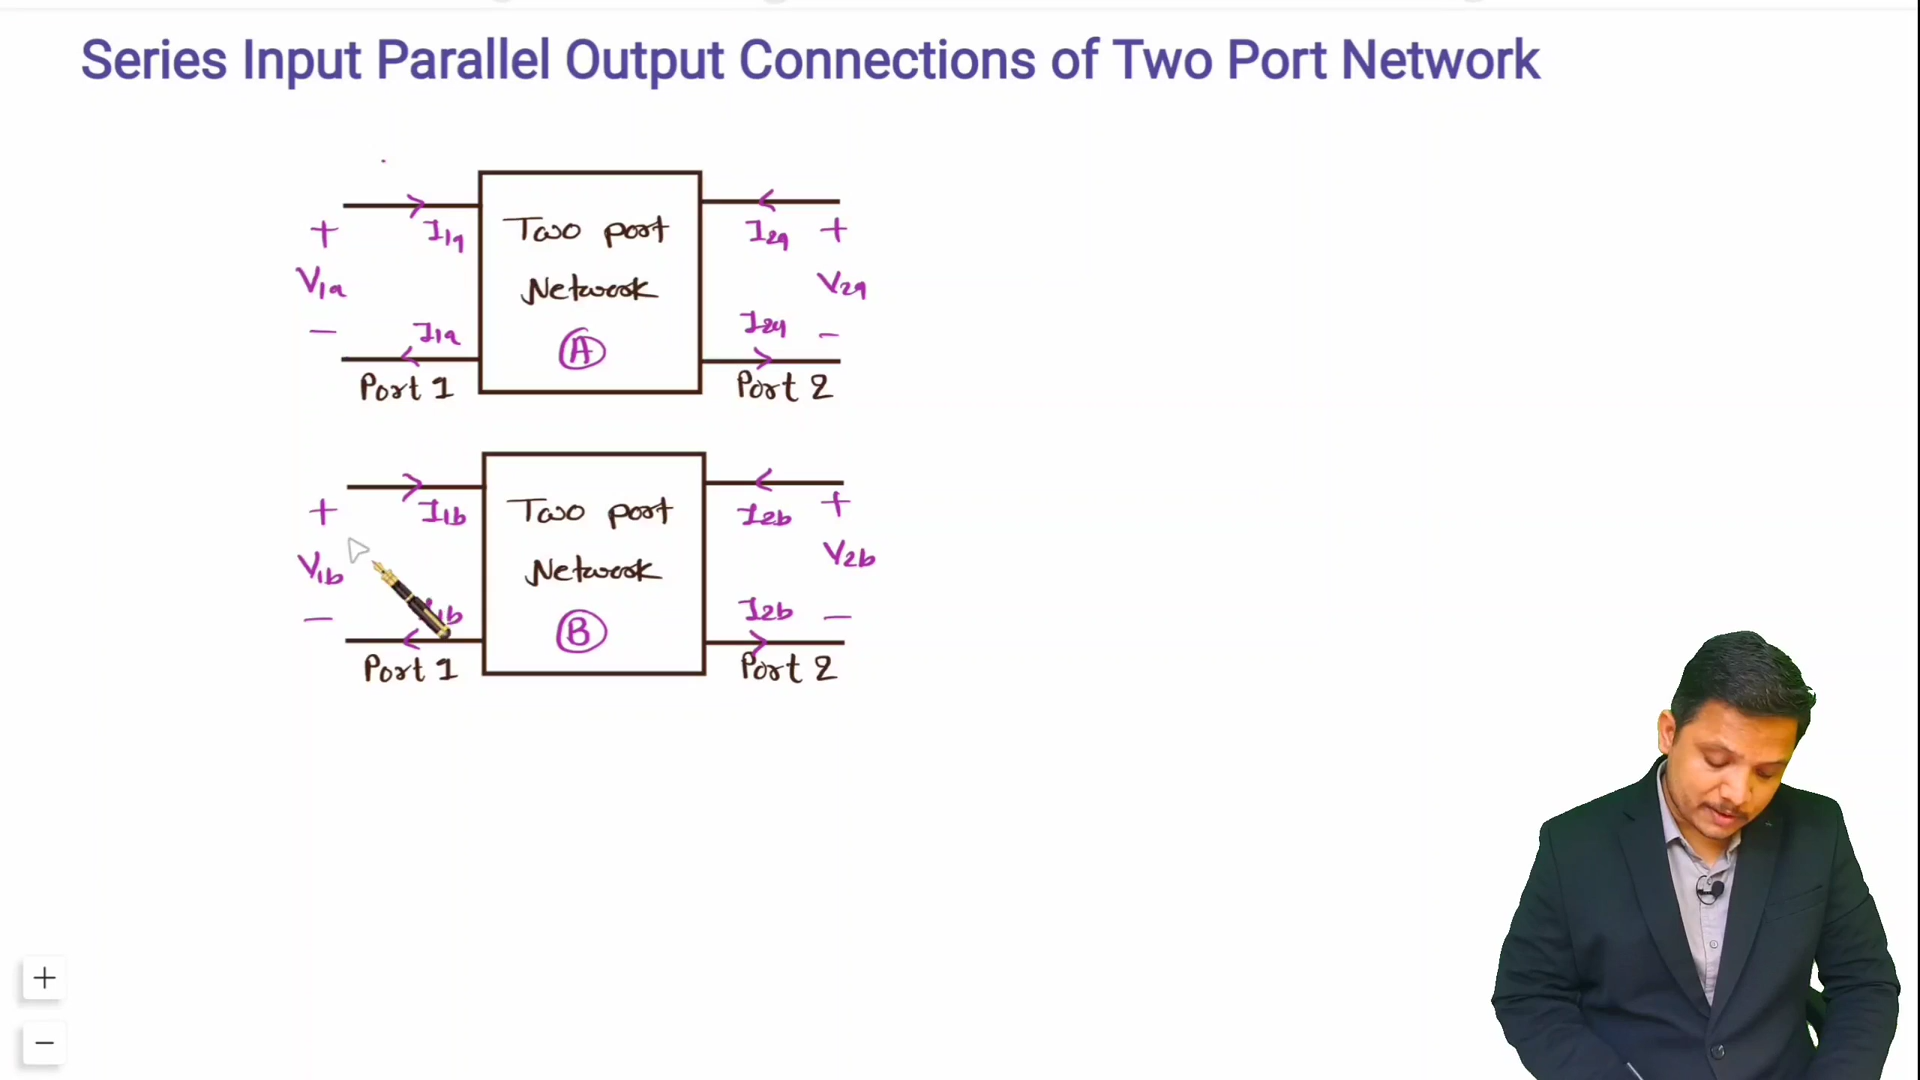 Series Input Parallel Output Connections of Two Port Network
+ I1a Two port I2a +
V1a Network V2a
− I1a A I2a −
Port 1 Port 2
+ I1b Two port I2b +
V1b Network V2b
− 1b B I2b −
Port 1 Port 2
+
−